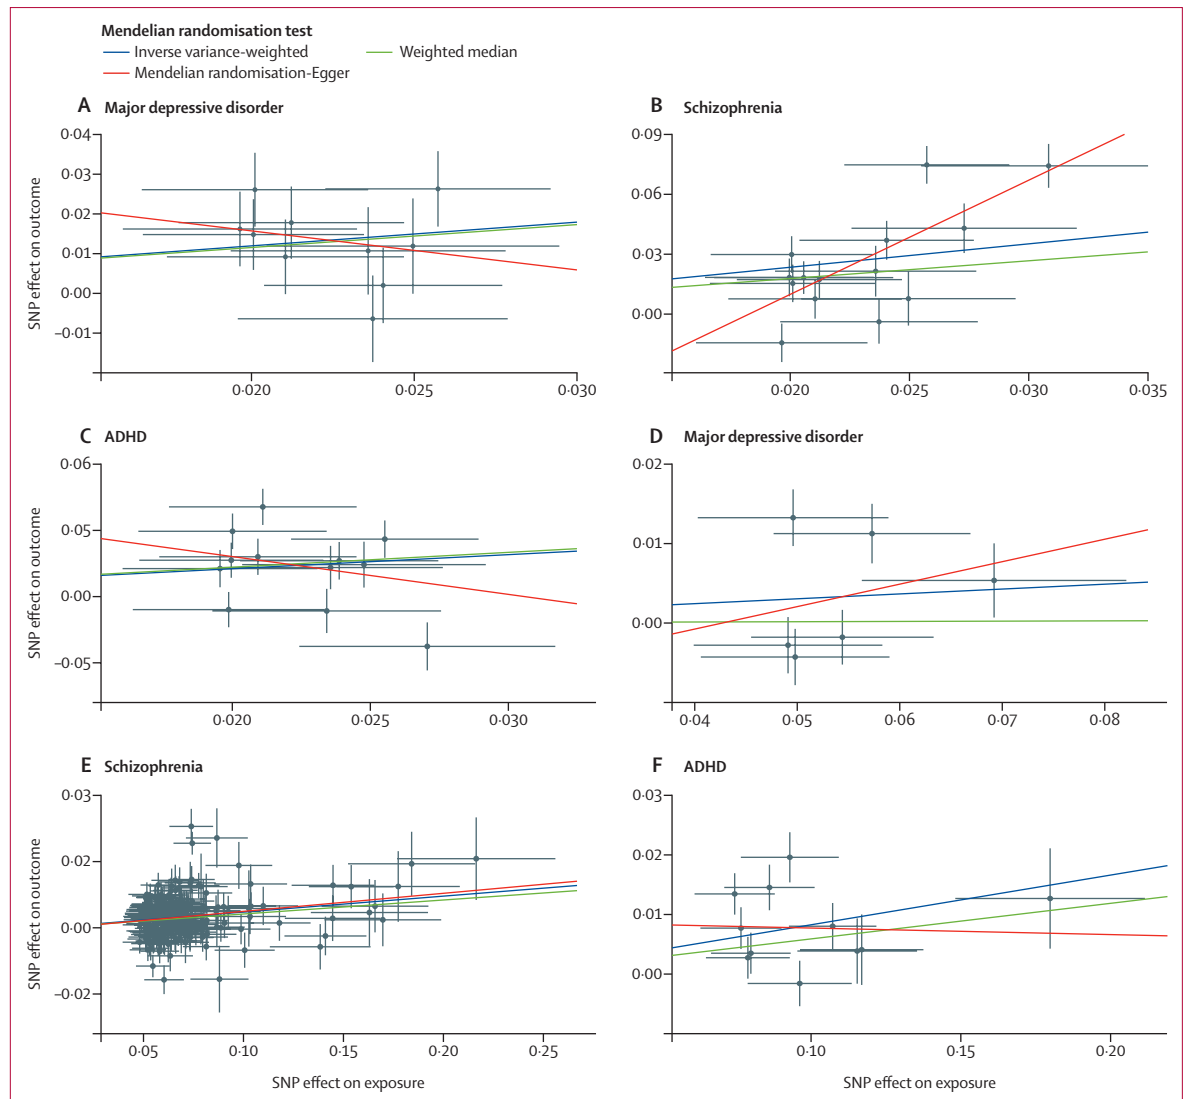 Mendelian randomisation test
Inverse variance-weighted
Weighted median
Mendelian randomisation-Egger
A Major depressive disorder
SNP effect on outcome
0·04
0·03
0·02
0·01
0·00
–0·01
0·020 0·025 0·030
B Schizophrenia
0·09
0·06
0·03
0·00
0·020 0·025 0·030 0·035
C ADHD
SNP effect on outcome
0·06
0·05
0·00
–0·05
0·020 0·025 0·030
D Major depressive disorder
0·02
0·01
0·00
0·04 0·05 0·06 0·07 0·08
E Schizophrenia
SNP effect on outcome
0·03
0·02
0·00
–0·02
0·05 0·10 0·15 0·20 0·25
SNP effect on exposure
F ADHD
0·03
0·02
0·01
0·00
0·10 0·15 0·20
SNP effect on exposure